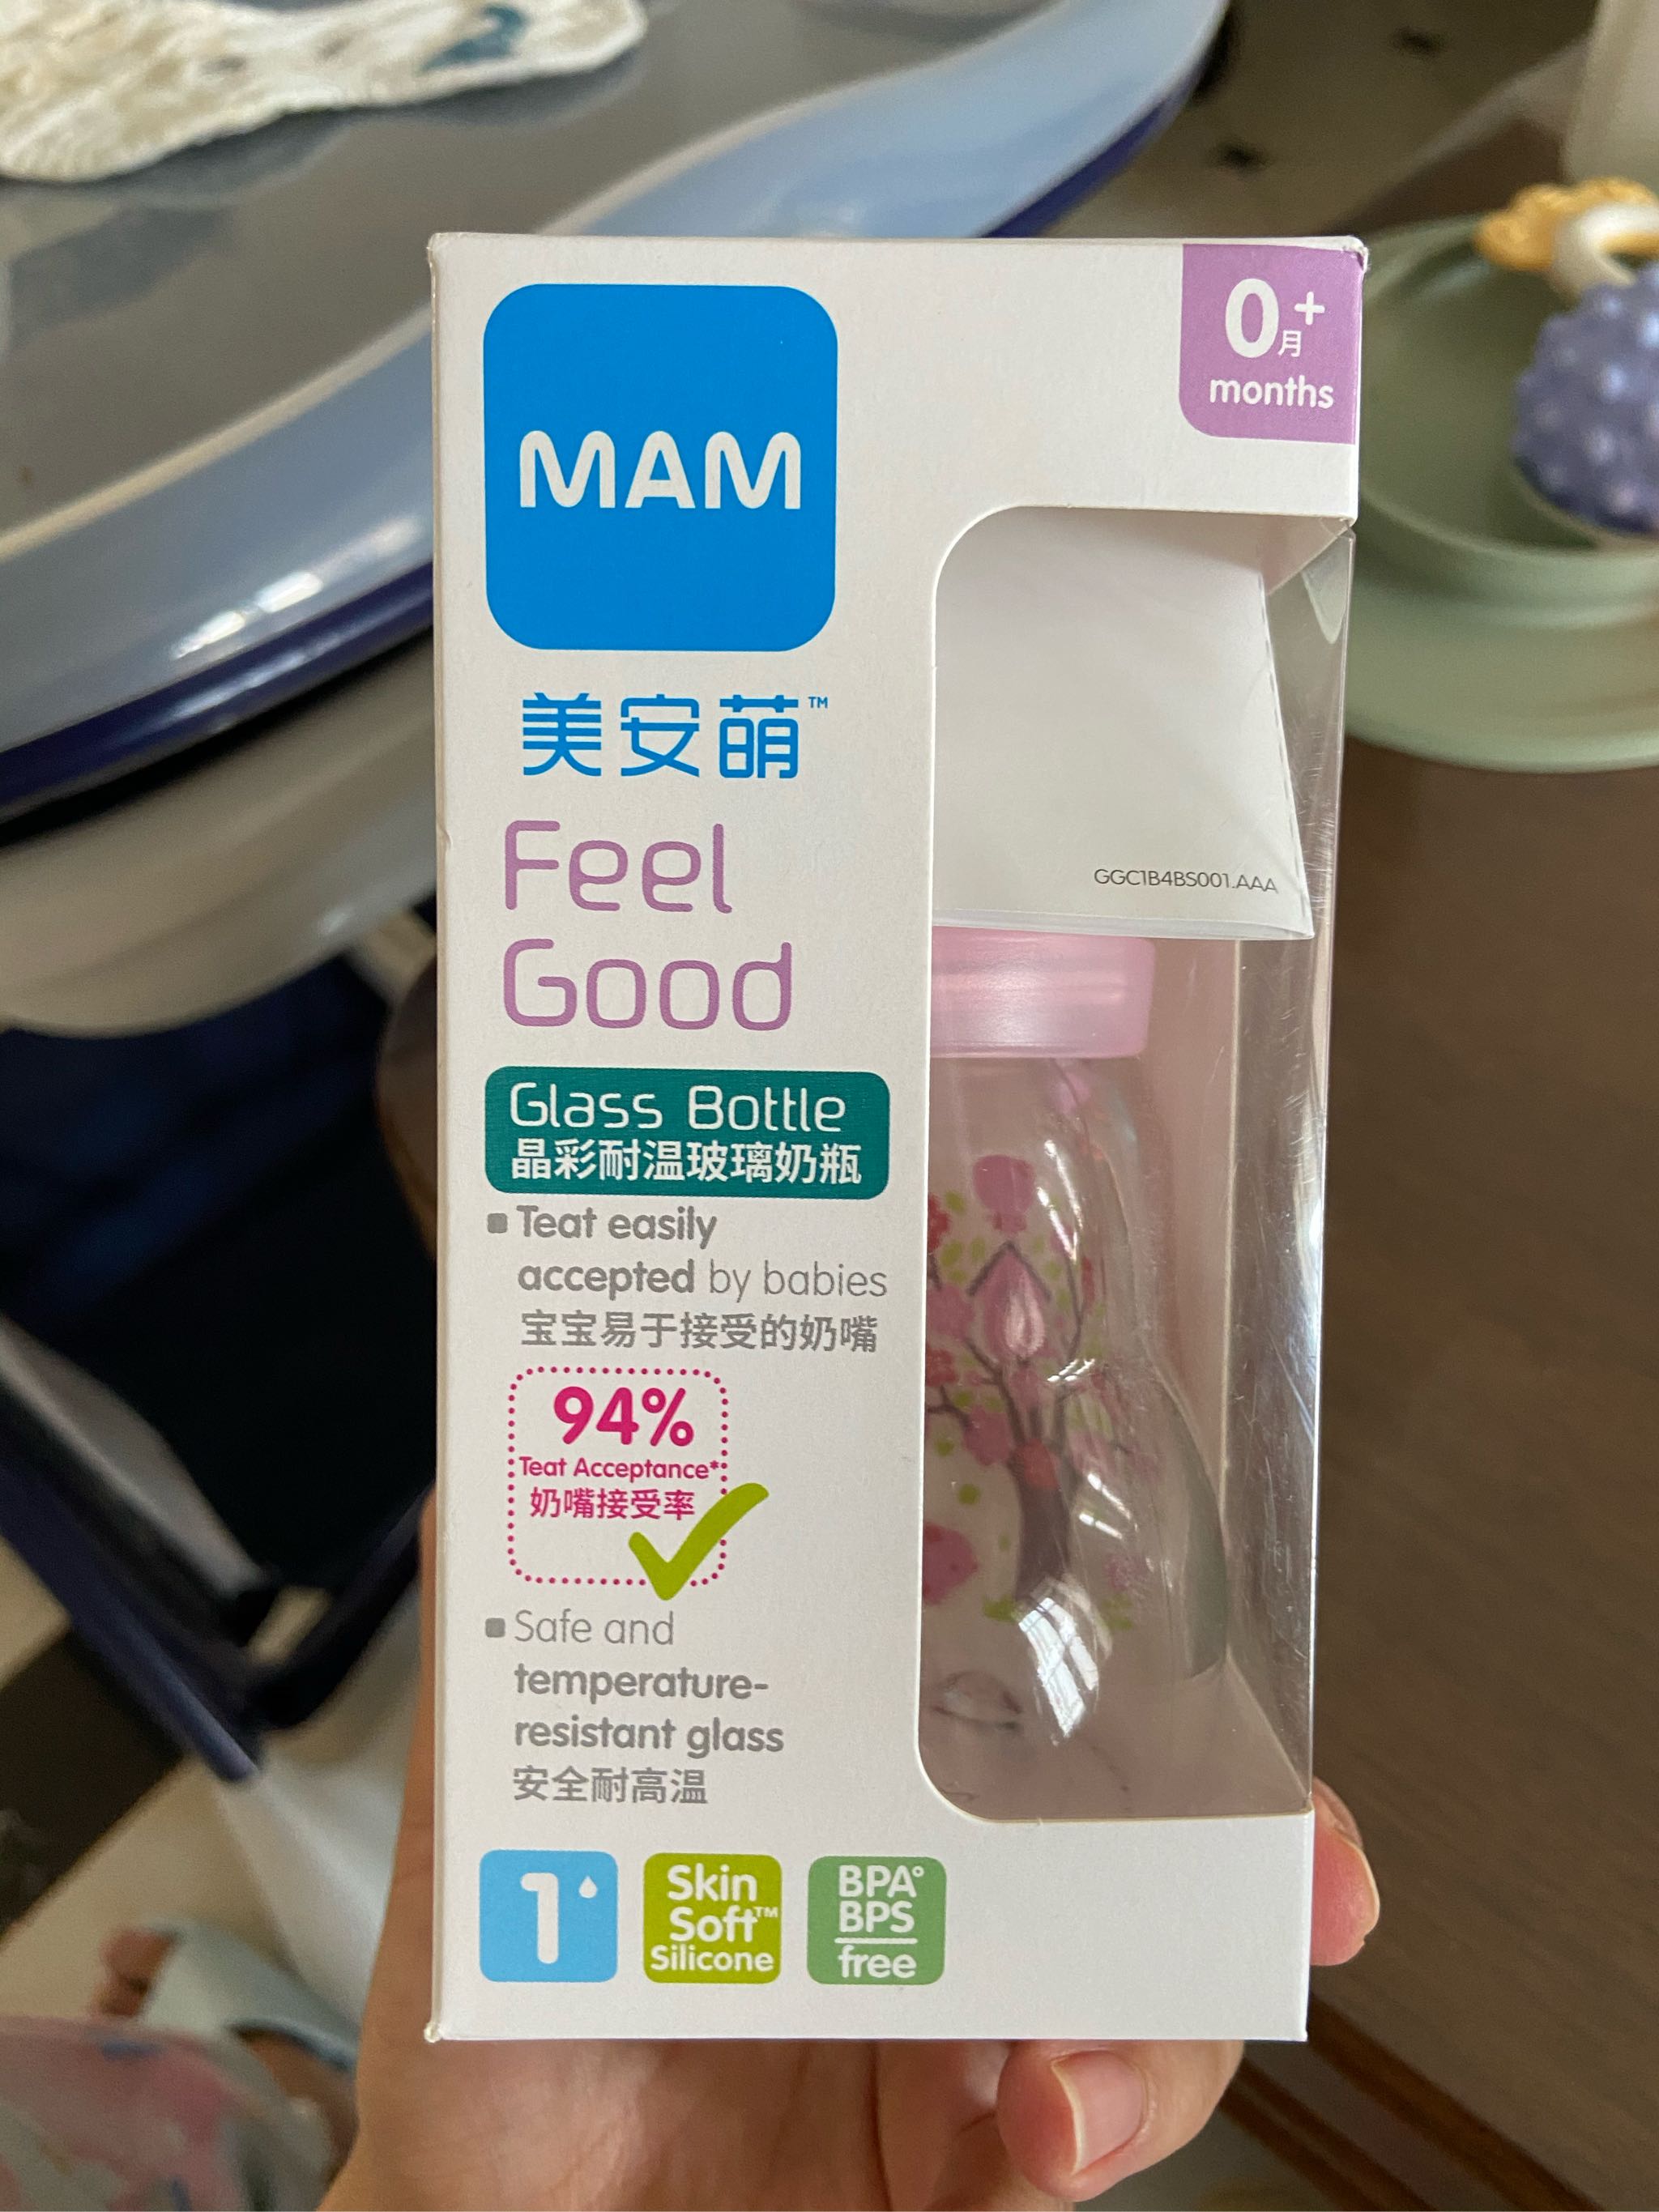 MAM
0月+
months
美安萌™
Feel
Good
GGC1B4BS001.AAA
Glass Bottle
晶彩耐温玻璃奶瓶
Teat easily
accepted by babies
宝宝易于接受的奶嘴
94%
Teat Acceptance*
奶嘴接受率
Safe and
temperature-
resistant glass
安全耐高温
1
Skin
Soft™
Silicone
BPA°
BPS
free